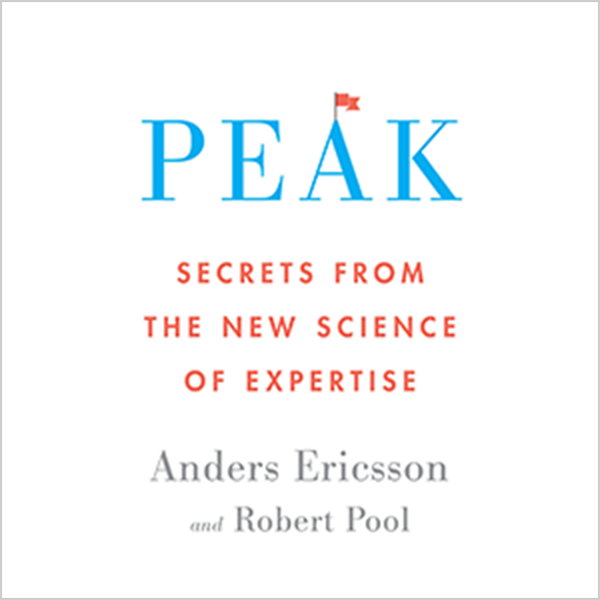 PEAK
SECRETS FROM
THE NEW SCIENCE
OF EXPERTISE
Anders Ericsson
and Robert Pool